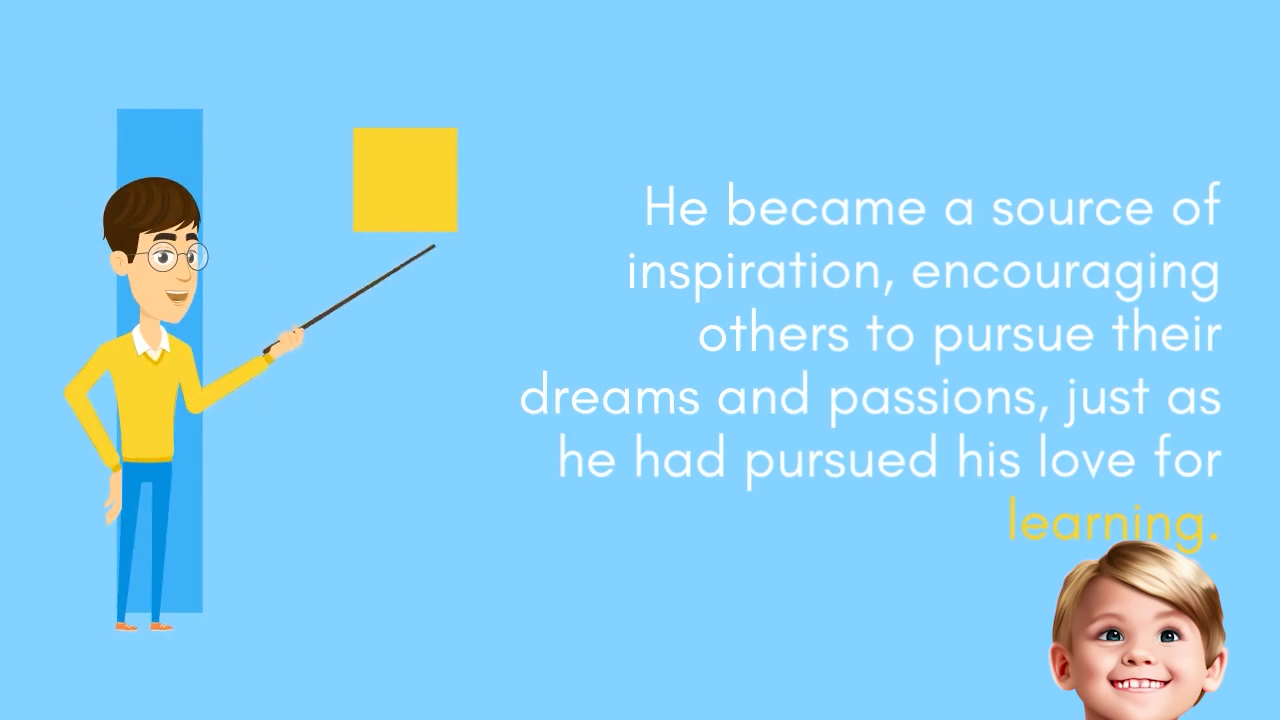 He became a source of
inspiration, encouraging
others to pursue their
dreams and passions, just as
he had pursued his love for
learning.